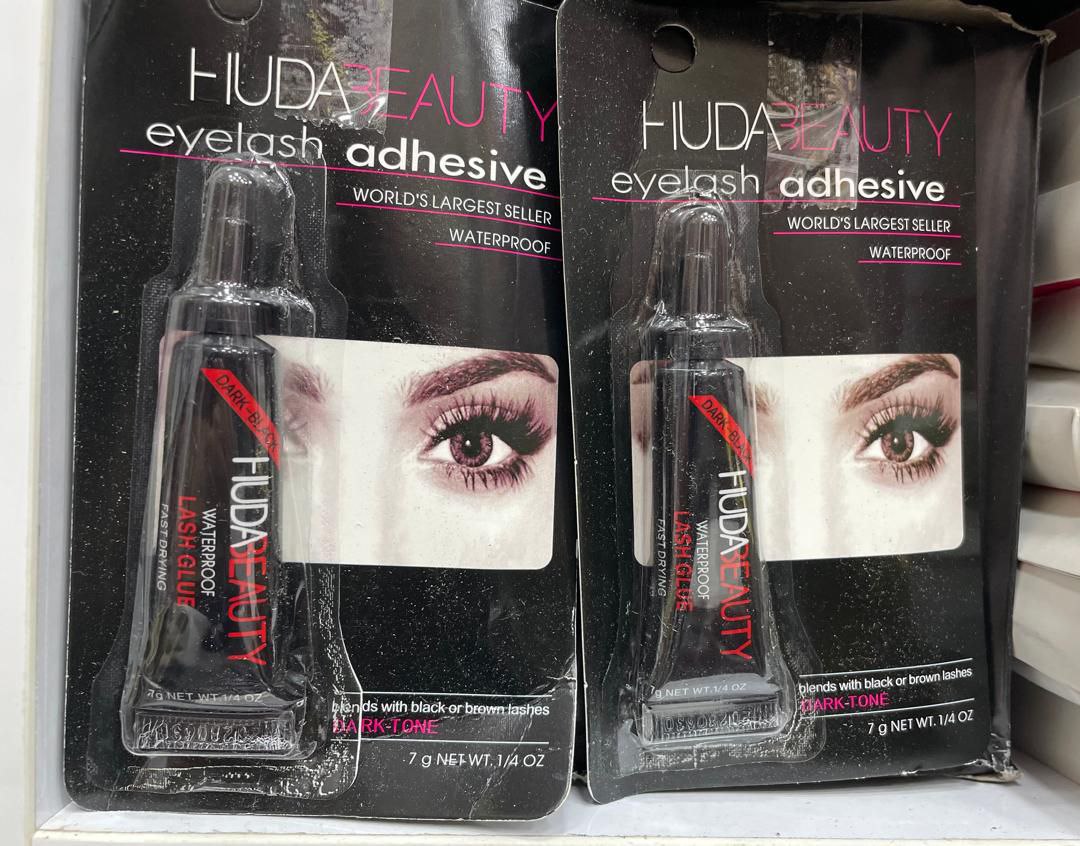 HUDABEAUTY
eyelash adhesive
WORLD'S LARGEST SELLER
WATERPROOF
DARK-BLACK
HUDABEAUTY
WATERPROOF
LASH GLUE
FAST DRYING
7g NET WT.1/4 OZ
blends with black or brown lashes
DARK-TONE
7 g NET WT.1/4 OZ
HUDABEAUTY
eyelash adhesive
WORLD'S LARGEST SELLER
WATERPROOF
DARK-BLAC
HUDABEAUTY
WATERPROOF
LASH GLUE
FAST DRYING
7g NET WT.1/4 OZ
blends with black or brown lashes
DARK-TONE
7 g NET WT.1/4 OZ